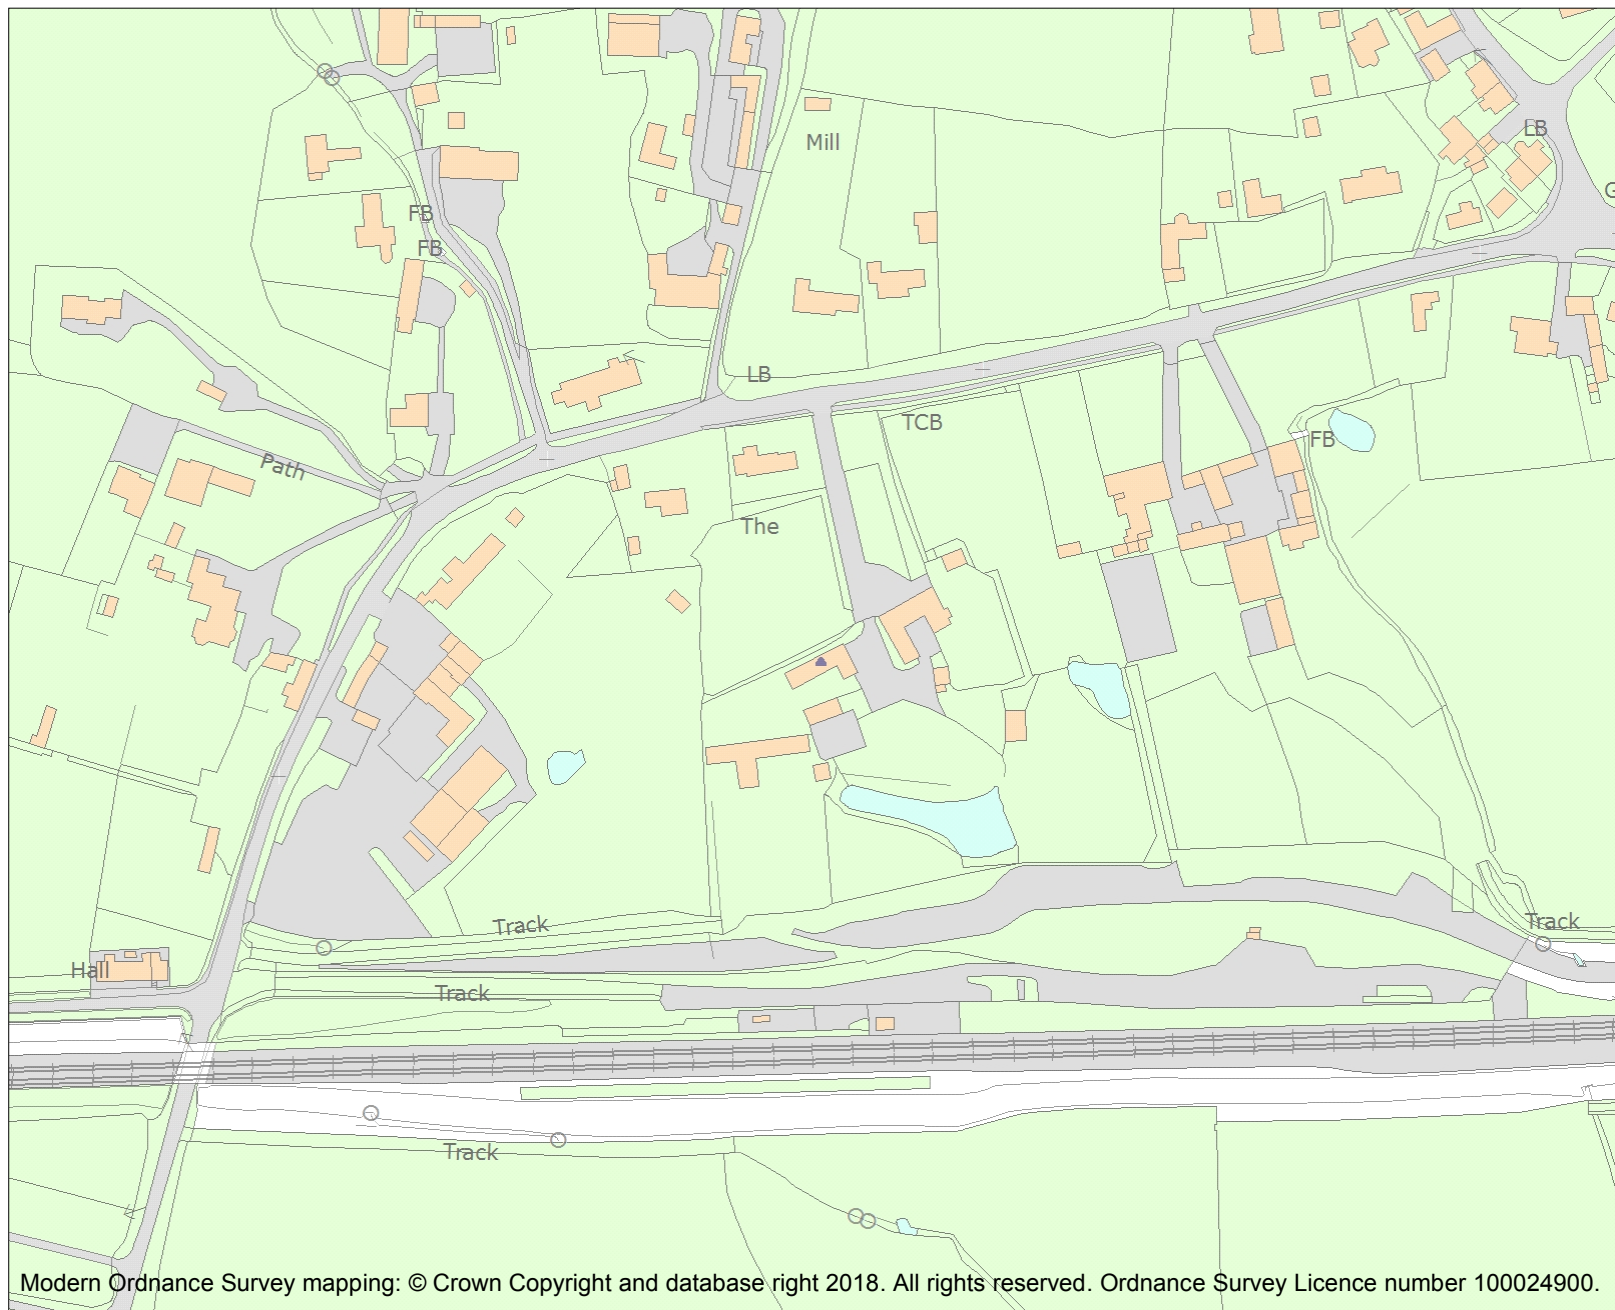 Mill
LB
G
FB
FB
LB
TCB
FB
Path
The
Track
Track
Hall
Track
Track
Modern Ordnance Survey mapping: © Crown Copyright and database right 2018. All rights reserved. Ordnance Survey Licence number 100024900.